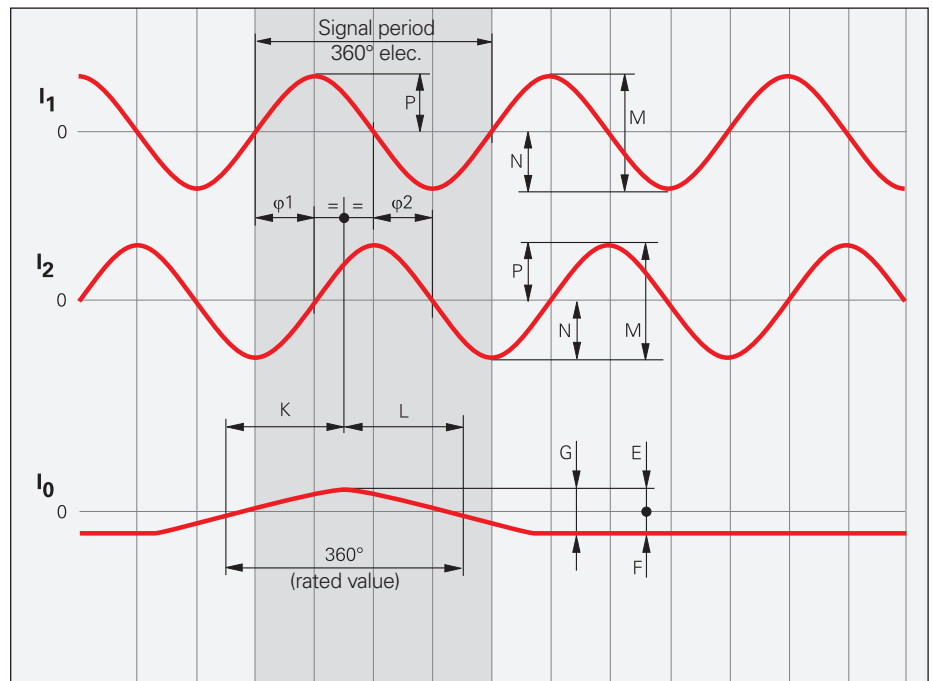 Signal period
360° elec.
I1
P
M
0
N
φ1
= =
φ2
I2
P
0
N
M
K
L
G
E
I0
0
360°
(rated value)
F